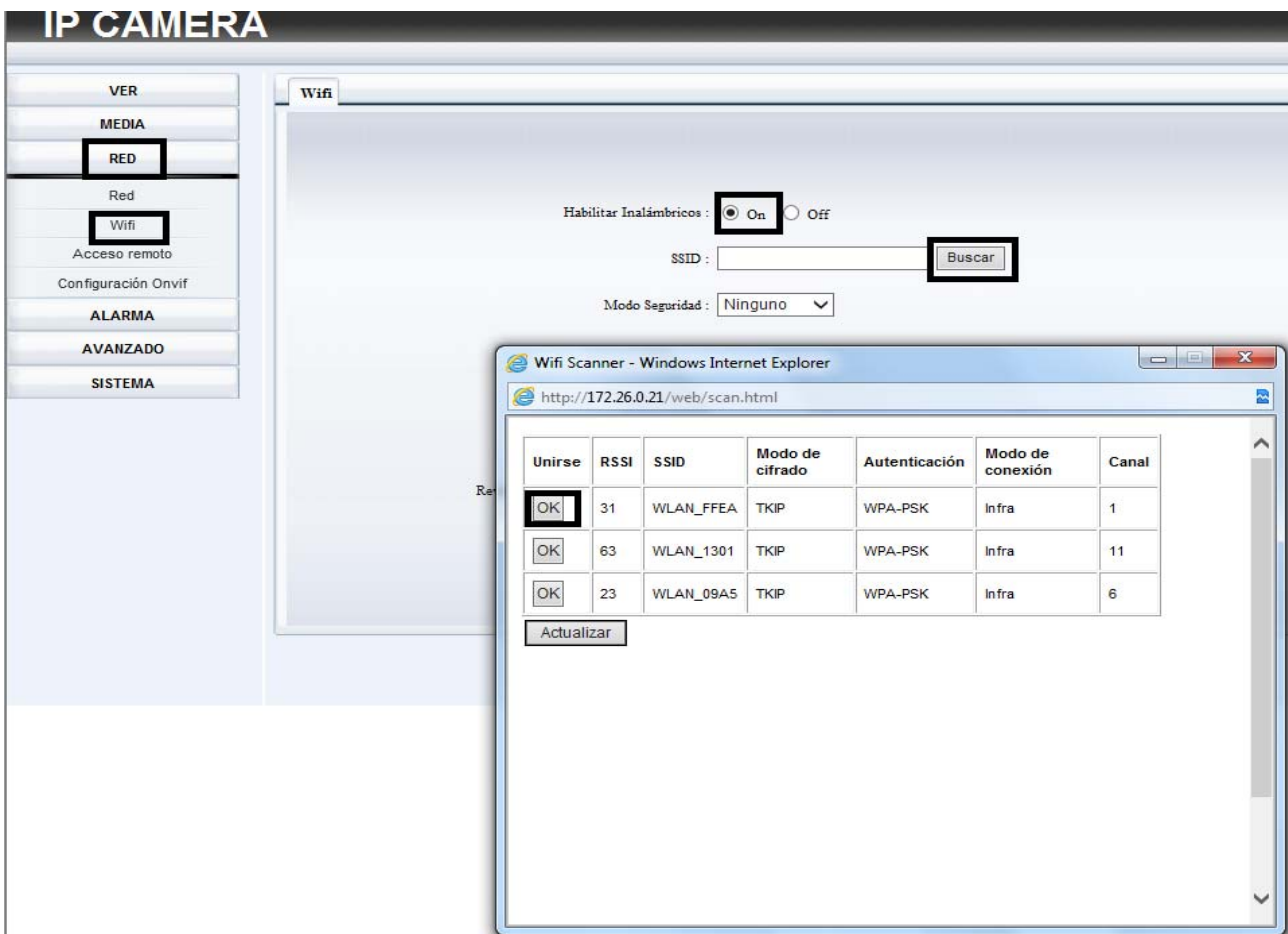 IP CAMERA
VER
MEDIA
RED
Red
Wifi
Acceso remoto
Configuración Onvif
ALARMA
AVANZADO
SISTEMA
Wifi
Habilitar Inalámbricos : On Off
SSID : Buscar
Modo Seguridad : Ninguno
Wifi Scanner - Windows Internet Explorer
http://172.26.0.21/web/scan.html
Unirse RSSI SSID Modo de cifrado Autenticación Modo de conexión Canal
OK 31 WLAN_FFEA TKIP WPA-PSK Infra 1
OK 63 WLAN_1301 TKIP WPA-PSK Infra 11
OK 23 WLAN_09A5 TKIP WPA-PSK Infra 6
Actualizar